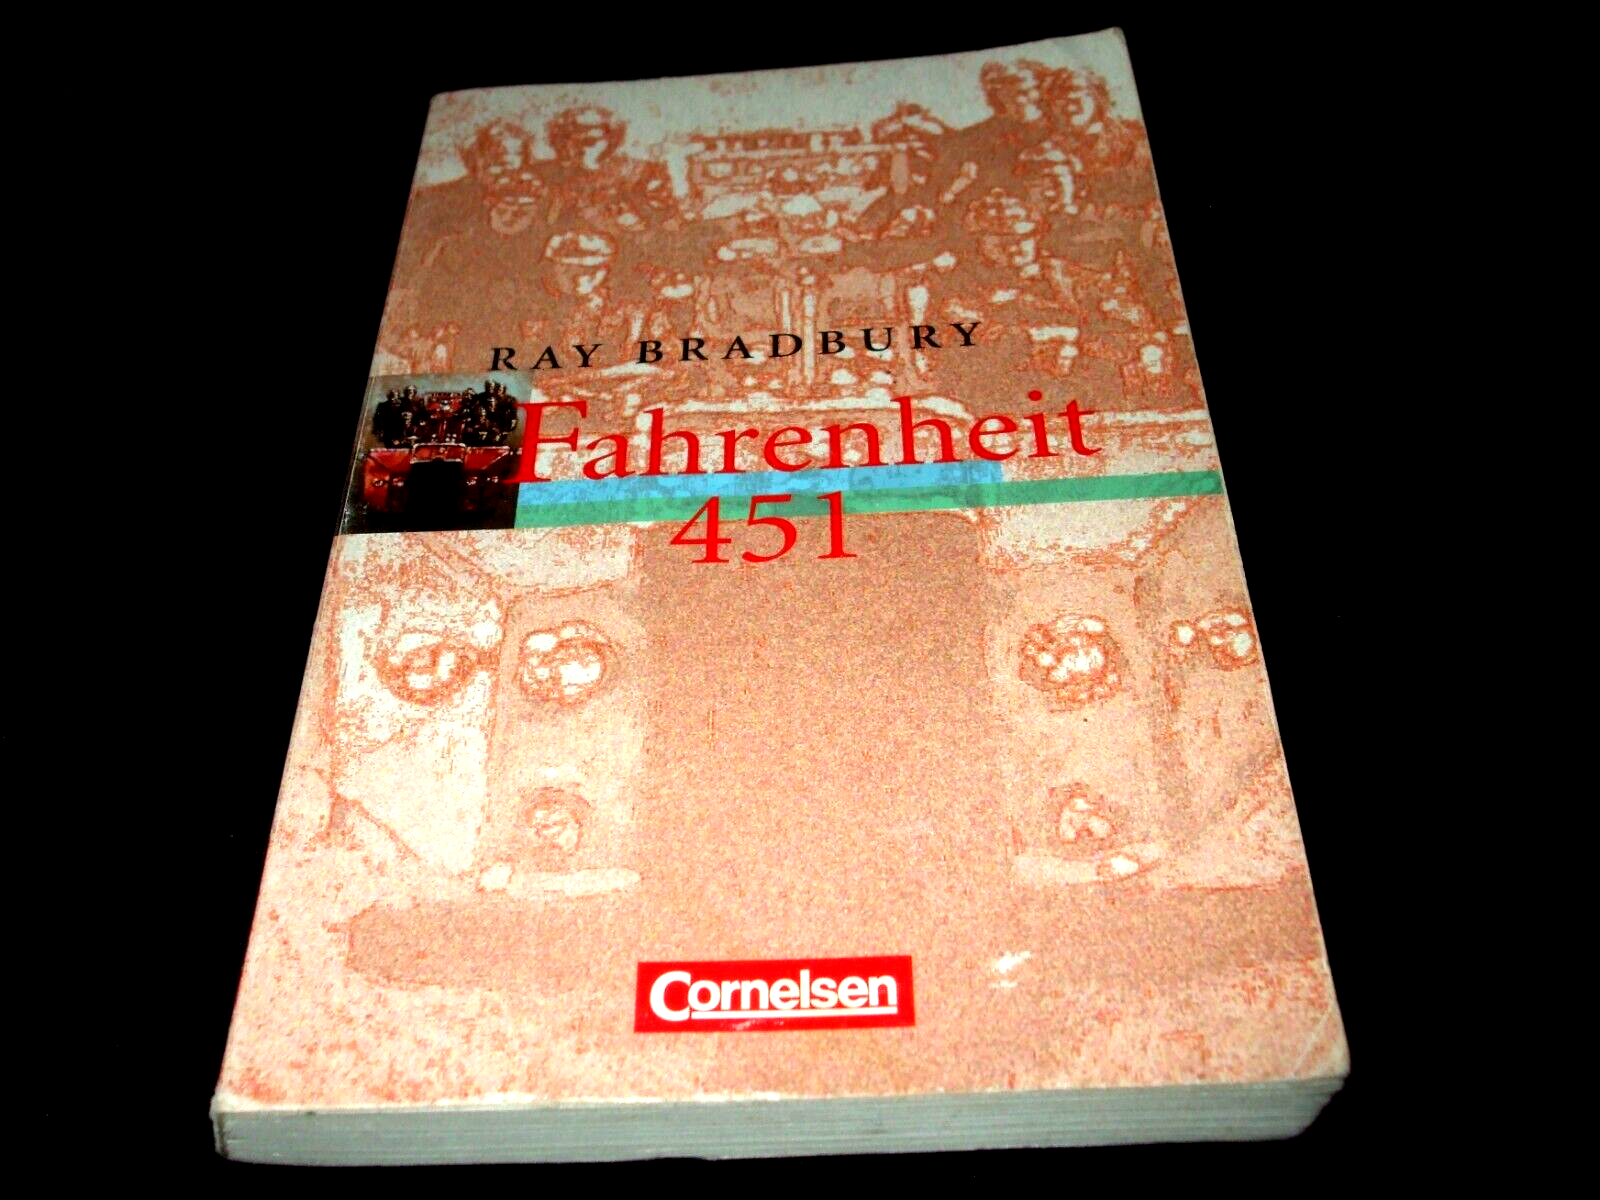 RAY BRADBURY
Fahrenheit
451
Cornelsen